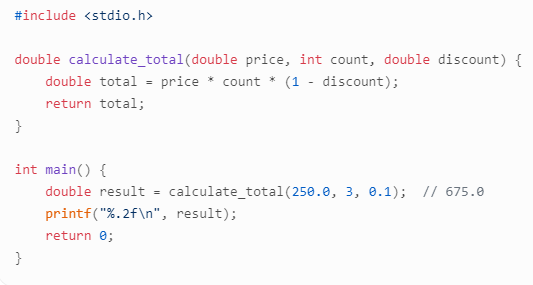 #include <stdio.h>

double calculate_total(double price, int count, double discount) {
    double total = price * count * (1 - discount);
    return total;
}

int main() {
    double result = calculate_total(250.0, 3, 0.1);  // 675.0
    printf("%.2f\n", result);
    return 0;
}